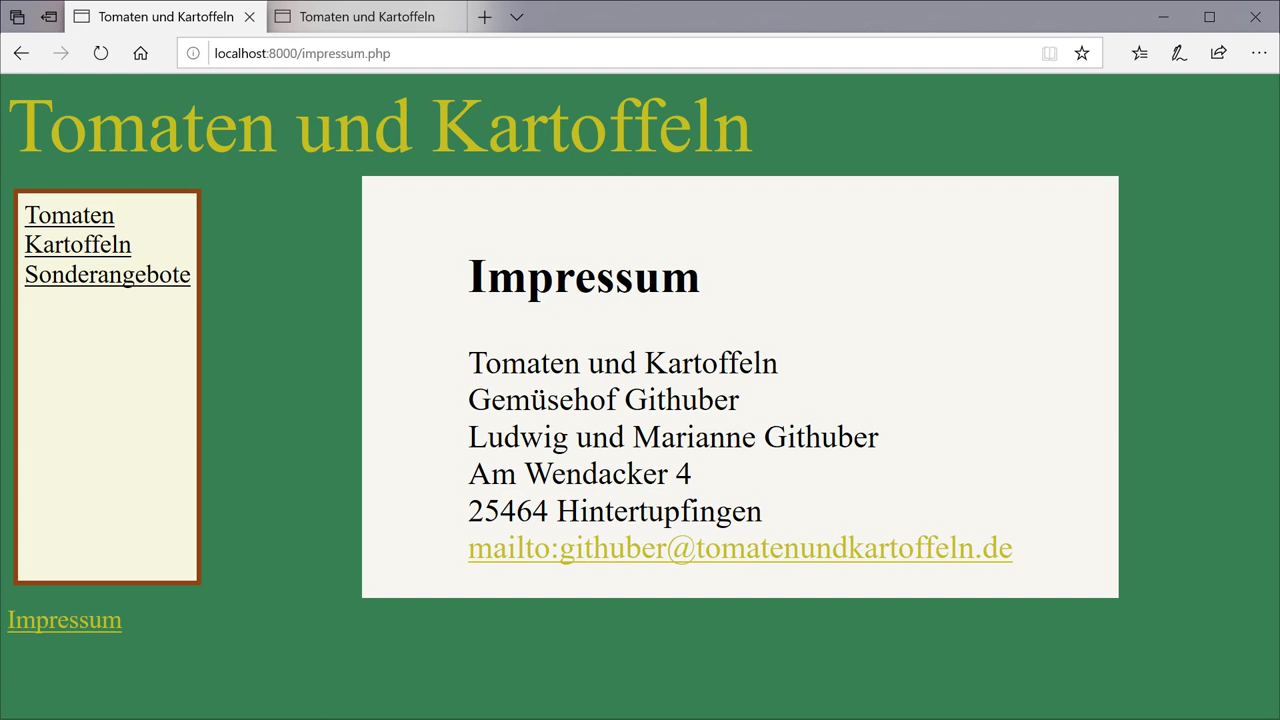 Tomaten und Kartoffeln
Tomaten und Kartoffeln
localhost:8000/impressum.php
Tomaten und Kartoffeln
Tomaten
Kartoffeln
Sonderangebote
Impressum
Tomaten und Kartoffeln
Gemüsehof Githuber
Ludwig und Marianne Githuber
Am Wendacker 4
25464 Hintertupfingen
mailto:githuber@tomatenundkartoffeln.de
Impressum